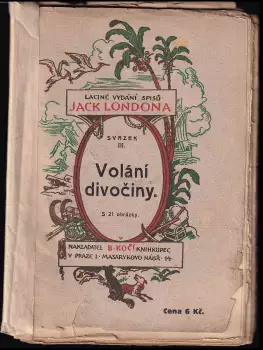 LACINÉ VYDÁNÍ SPISŮ
JACK LONDONA
SVAZEK
III.
Volání
divočiny.
S 21 obrázky.
NAKLADATEL B. KOČÍ KNIHKUPEC
V PRAZE I - MASARYKOVO NÁBŘ. 14
Cena 6 Kč.